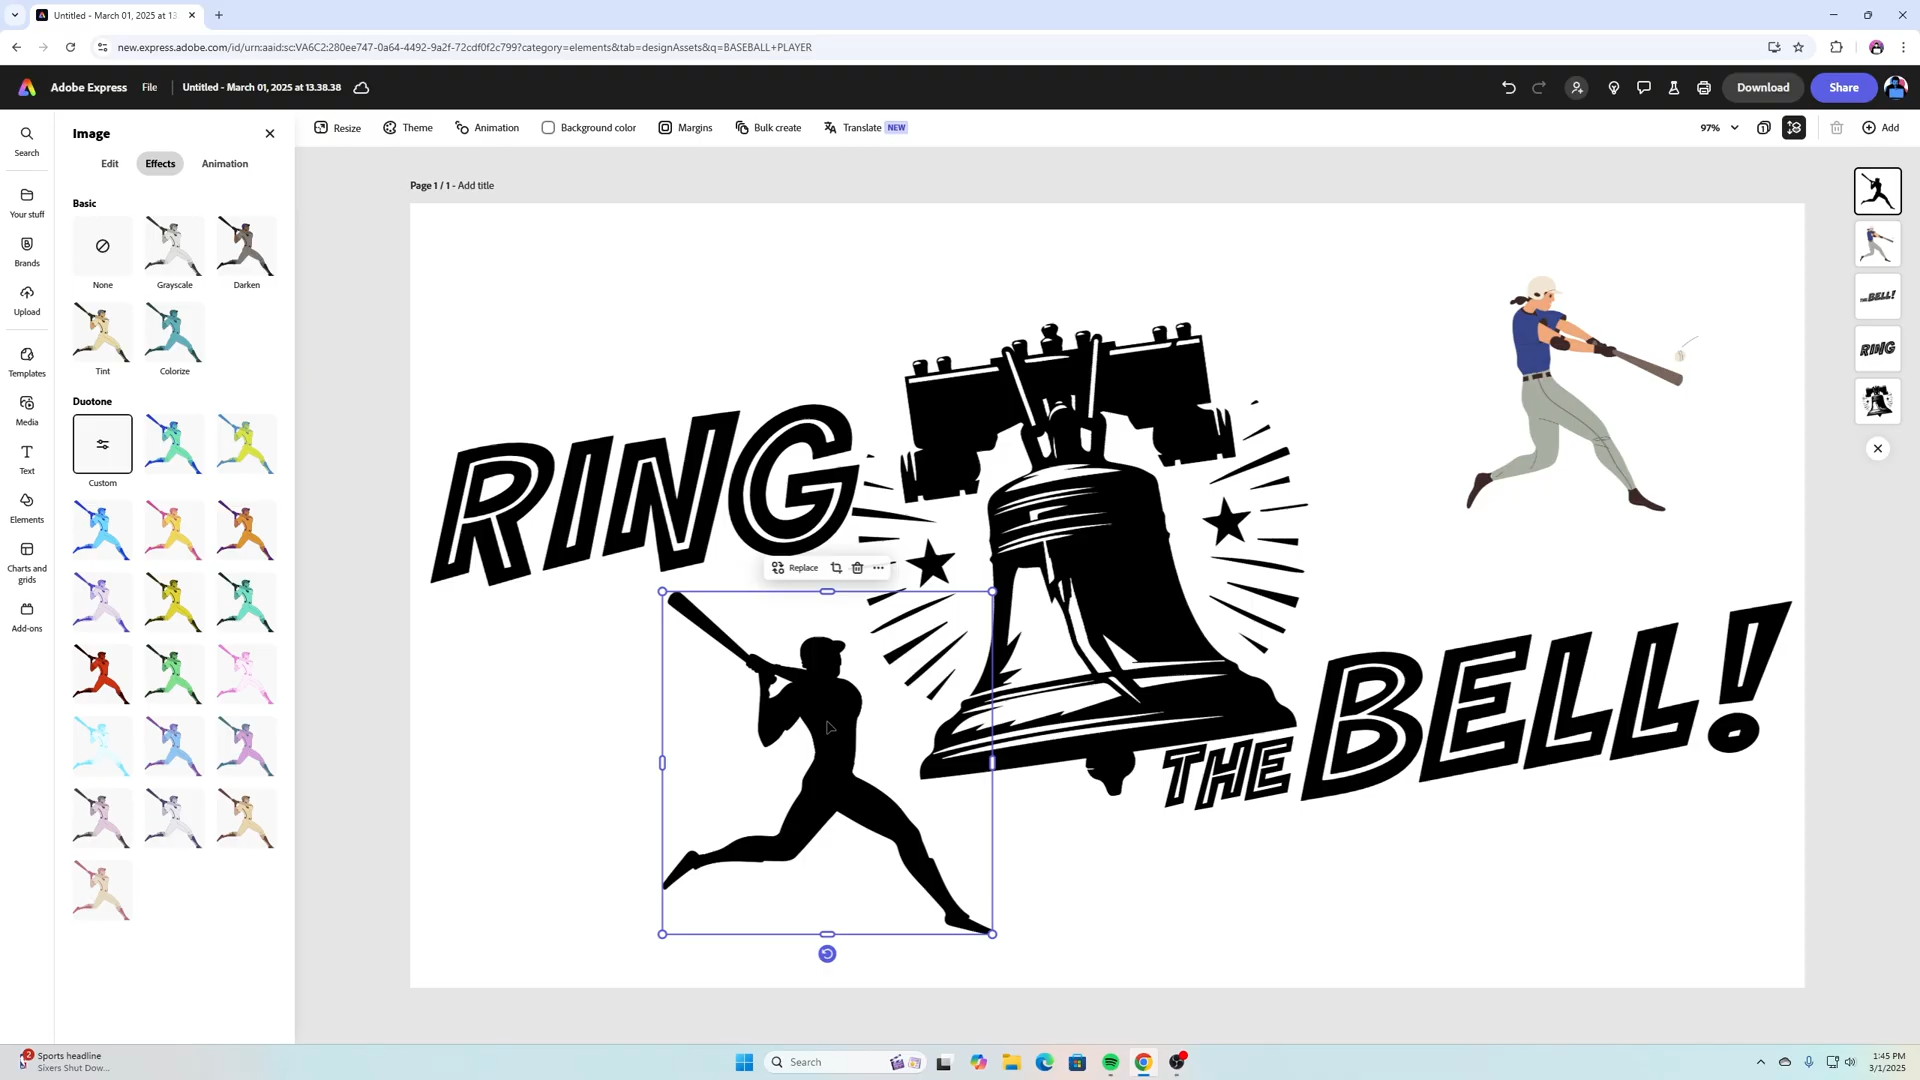 Untitled - March 01, 2025 at 13
new.express.adobe.com/id/urn:aaid:sc:VA6C2:280ee747-0a64-4492-9a2f-72cdf0f2c799?category=elements&tab=designAssets&q=BASEBALL+PLAYER
Adobe Express
File
Untitled - March 01, 2025 at 13.38.38
Download
Share
Search
Your stuff
Brands
Upload
Templates
Media
Text
Elements
Charts and
grids
Add-ons
Image
Edit
Effects
Animation
Basic
None
Grayscale
Darken
Tint
Colorize
Duotone
Custom
Resize
Theme
Animation
Background color
Margins
Bulk create
Translate
NEW
97%
1
Add
Page 1 / 1 - Add title
RING
Replace
THE
BELL!
THE BELL!
RING
2
Sports headline
Sixers Shut Dow...
Search
1:45 PM
3/1/2025